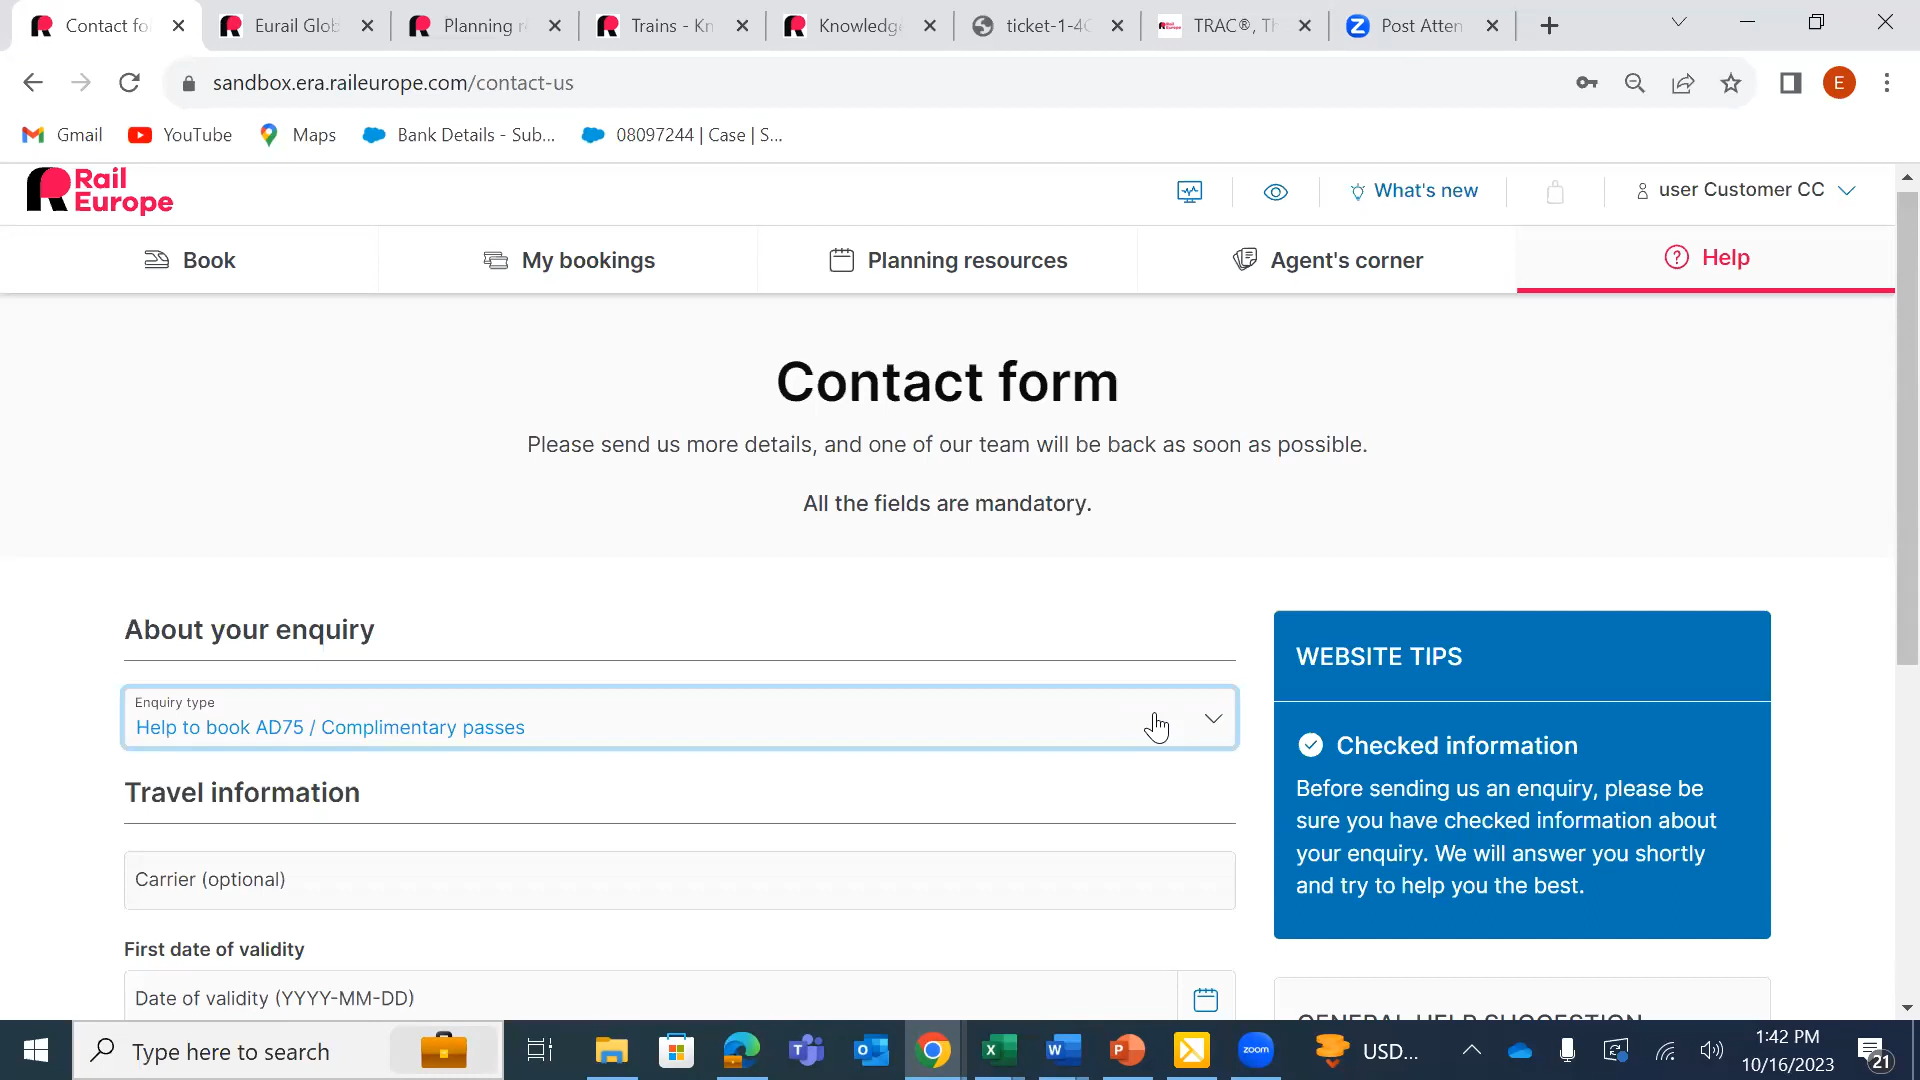 Contact fo
Eurail Glob
Planning r
Trains - Kn
Knowledge
ticket-1-4
TRAC®, Th
Post Atten
sandbox.era.raileurope.com/contact-us
E
Gmail
YouTube
Maps
Bank Details - Sub...
08097244 | Case | S...
Rail
Europe
What's new
user Customer CC
Book
My bookings
Planning resources
Agent's corner
Help
Contact form
Please send us more details, and one of our team will be back as soon as possible.
All the fields are mandatory.
About your enquiry
Enquiry type
Help to book AD75 / Complimentary passes
Travel information
Carrier (optional)
First date of validity
Date of validity (YYYY-MM-DD)
WEBSITE TIPS
Checked information
Before sending us an enquiry, please be
sure you have checked information about
your enquiry. We will answer you shortly
and try to help you the best.
GENERAL HELP SUGGESTION
Type here to search
zoom
USD...
1:42 PM
10/16/2023
21